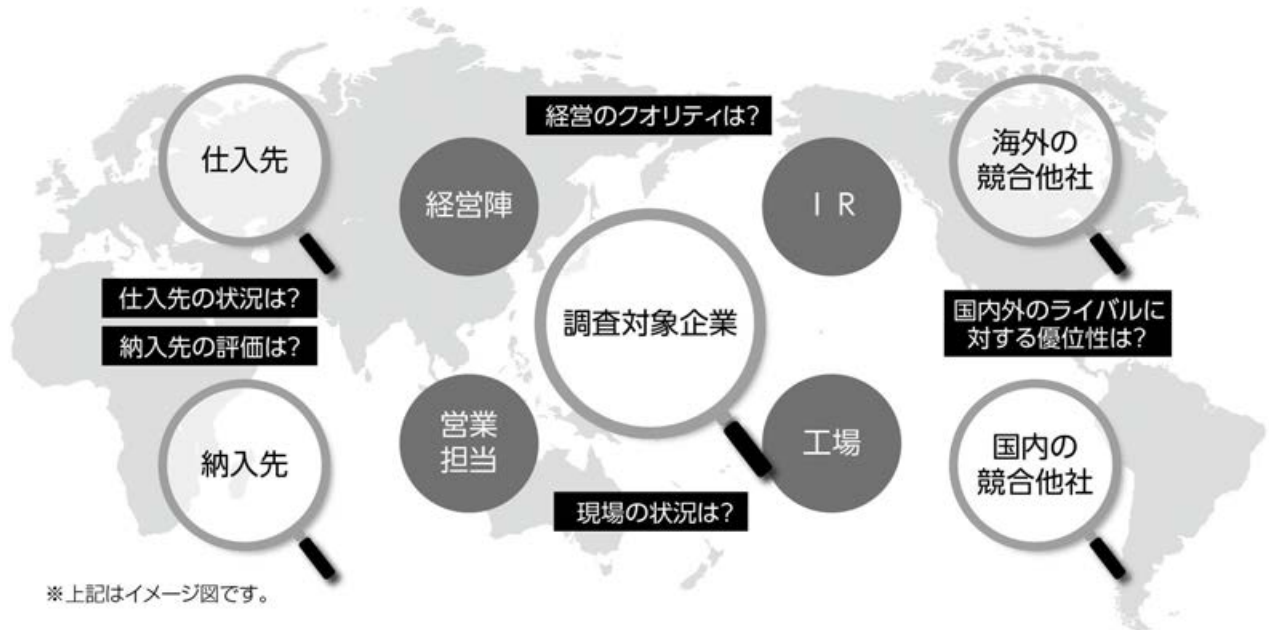 経営のクオリティは?
仕入先
経営陣
I R
海外の
競合他社
調査対象企業
仕入先の状況は?
納入先の評価は?
国内外のライバルに
対する優位性は?
納入先
営業
担当
工場
国内の
競合他社
現場の状況は?
※上記はイメージ図です。